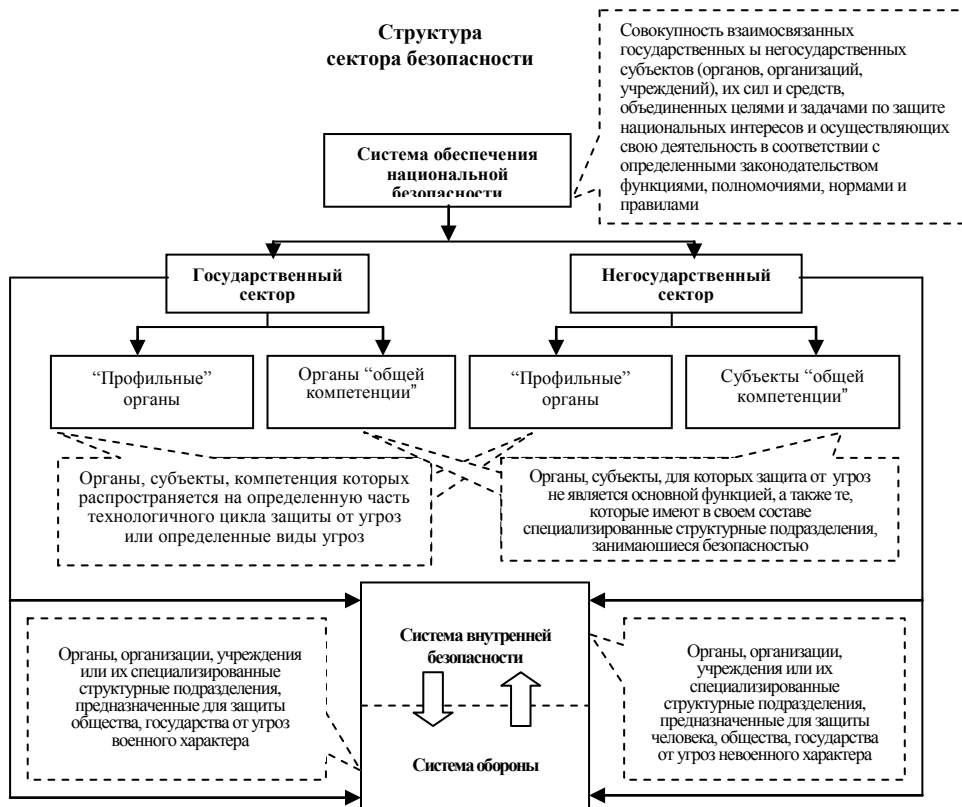 Структура
сектора безопасности
Совокупность взаимосвязанных
государственных ы негосударственных
субъектов (органов, организаций,
учреждений), их сил и средств,
объединенных целями и задачами по защите
национальных интересов и осуществляющих
свою деятельность в соответствии с
определенными законодательством
функциями, полномочиями, нормами и
правилами
Система обеспечения
национальной
безопасности
Государственный
сектор
Негосударственный
сектор
“Профильные”
органы
Органы “общей
компетенции”
“Профильные”
органы
Субъекты “общей
компетенции”
Органы, субъекты, компетенция которых
распространяется на определенную часть
технологичного цикла защиты от угроз
или определенные виды угроз
Органы, субъекты, для которых защита от угроз
не является основной функцией, а также те,
которые имеют в своем составе
специализированные структурные подразделения,
занимающиеся безопасностью
Система внутренней
безопасности
Органы, организации, учреждения
или их специализированные
структурные подразделения,
предназначенные для защиты
общества, государства от угроз
военного характера
Органы, организации,
учреждения или их
специализированные
структурные подразделения,
предназначенные для защиты
человека, общества, государства
от угроз невоенного характера
Система обороны